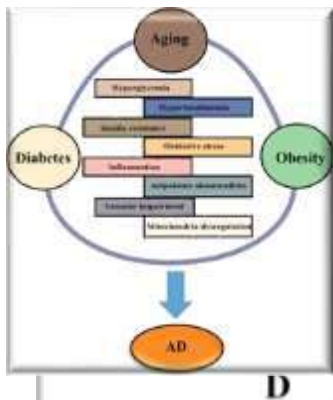 Aging
Hyperglycemia
Hyperinsulinemia
Insulin resistance
Diabetes
Oxidative stress
Obesity
Inflammation
Adipokine abnormalities
Vascular impairment
Mitochondria dysregulation
AD
D